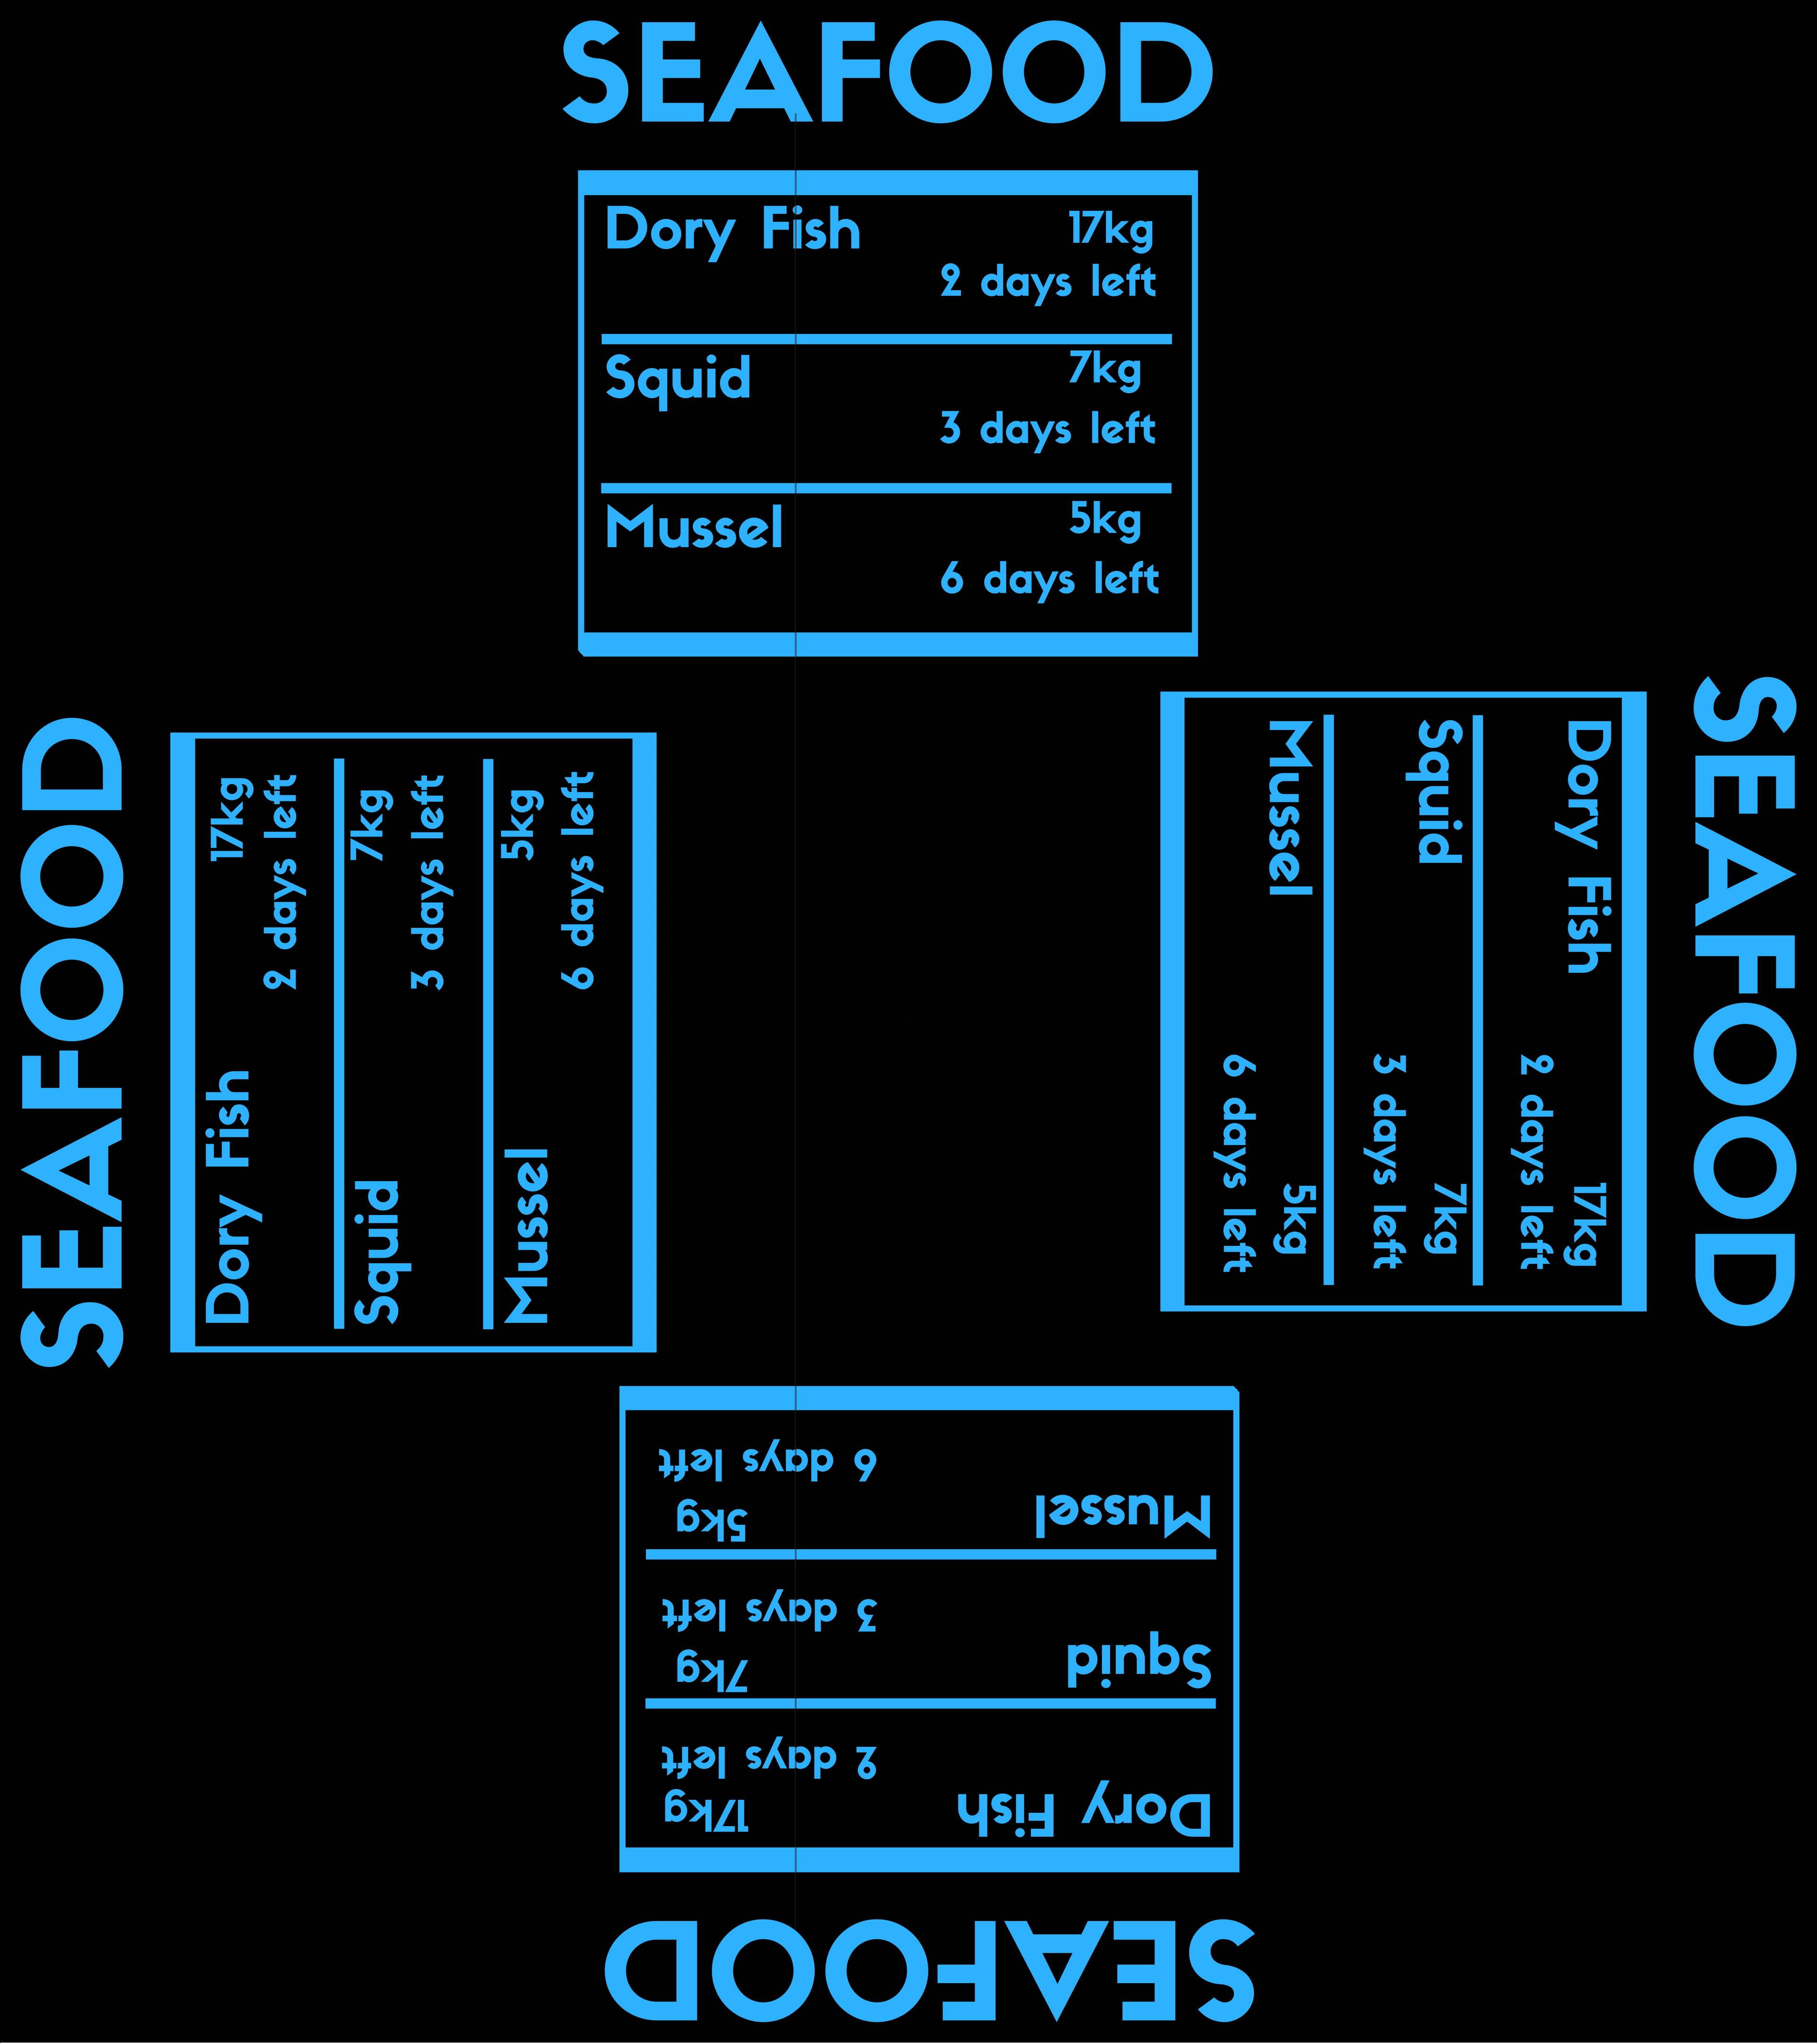 SEAFOOD
Dory Fish 17kg
2 days left
Squid 7kg
3 days left
Mussel 5kg
6 days left
SEAFOOD
Dory Fish 17kg
2 days left
Squid 7kg
3 days left
Mussel 5kg
6 days left
SEAFOOD
Dory Fish 17kg
2 days left
Squid 7kg
3 days left
Mussel 5kg
6 days left
SEAFOOD
Dory Fish 17kg
2 days left
Squid 7kg
3 days left
Mussel 5kg
6 days left